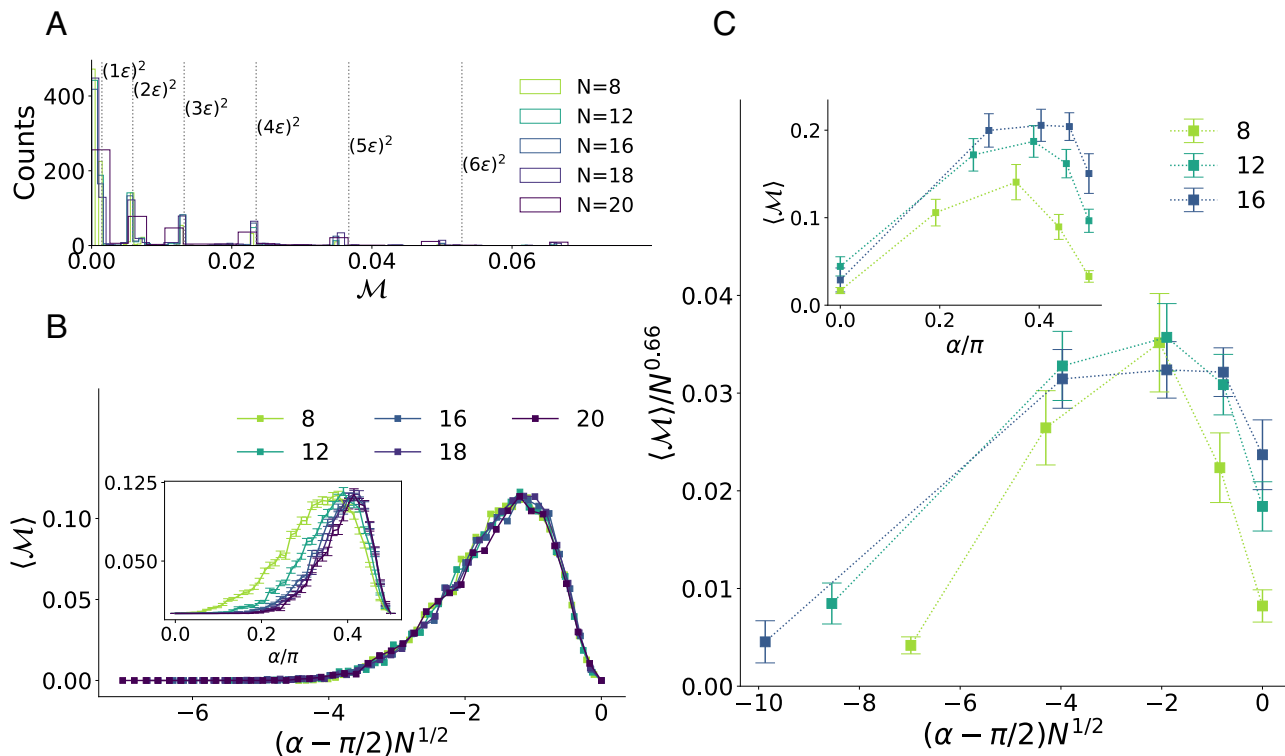 A
Counts
400
200
0
(1ε)²
(2ε)²
(3ε)²
(4ε)²
(5ε)²
(6ε)²
N=8
N=12
N=16
N=18
N=20
0.00
0.02
0.04
0.06
ℳ
B
8
12
16
18
20
⟨ℳ⟩
0.10
0.05
0.00
0.125
0.050
0.0
0.2
0.4
α/π
−6
−4
−2
0
(α − π/2)N^{1/2}
C
⟨ℳ⟩
0.2
0.1
0.0
0.0
0.2
0.4
α/π
8
12
16
⟨ℳ⟩/N^{0.66}
0.04
0.03
0.02
0.01
0.00
−10
−8
−6
−4
−2
0
(α − π/2)N^{1/2}